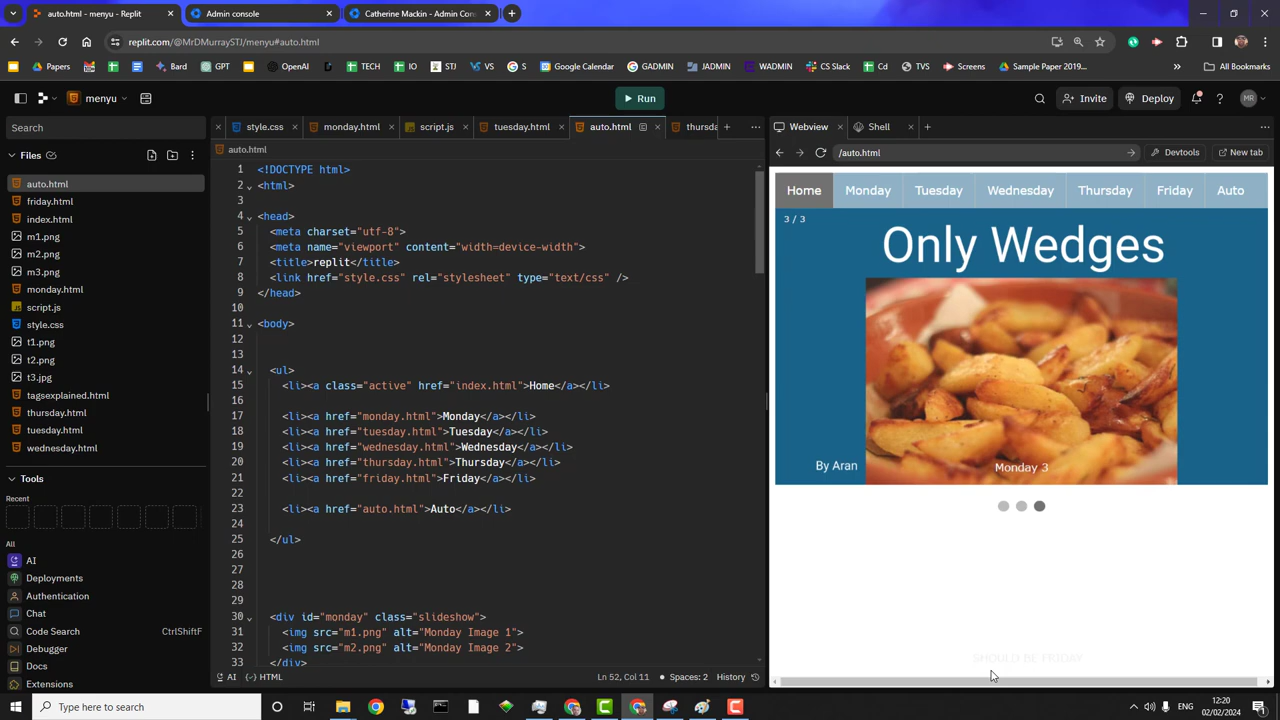 auto.html - menyu - Replit
Admin console
Catherine Mackin - Admin Con
replit.com/@MrDMurraySTJ/menyu#auto.html
Papers
Bard
GPT
OpenAI
TECH
IO
STJ
VS
S
Google Calendar
GADMIN
JADMIN
WADMIN
CS Slack
Cd
TVS
Screens
Sample Paper 2019...
»
All Bookmarks
menyu
Run
Invite
Deploy
MR
Search
style.css
monday.html
script.js
tuesday.html
auto.html
thursda
Webview
Shell
Files
auto.html
/auto.html
Devtools
New tab
auto.html
friday.html
index.html
m1.png
m2.png
m3.png
monday.html
script.js
style.css
t1.png
t2.png
t3.jpg
tagsexplained.html
thursday.html
tuesday.html
wednesday.html
Tools
Recent
All
AI
Deployments
Authentication
Chat
Code Search CtrlShiftF
Debugger
Docs
Extensions
1 <!DOCTYPE html>
2 <html>
3
4 <head>
5 <meta charset="utf-8">
6 <meta name="viewport" content="width=device-width">
7 <title>replit</title>
8 <link href="style.css" rel="stylesheet" type="text/css" />
9 </head>
10
11 <body>
12
13
14 <ul>
15 <li><a class="active" href="index.html">Home</a></li>
16
17 <li><a href="monday.html">Monday</a></li>
18 <li><a href="tuesday.html">Tuesday</a></li>
19 <li><a href="wednesday.html">Wednesday</a></li>
20 <li><a href="thursday.html">Thursday</a></li>
21 <li><a href="friday.html">Friday</a></li>
22
23 <li><a href="auto.html">Auto</a></li>
24
25 </ul>
26
27
28
29
30 <div id="monday" class="slideshow">
31 <img src="m1.png" alt="Monday Image 1">
32 <img src="m2.png" alt="Monday Image 2">
33 </div>
AI
HTML
Ln 52, Col 11
Spaces: 2
History
Home Monday Tuesday Wednesday Thursday Friday Auto
3 / 3
Only Wedges
By Aran
Monday 3
SHOULD BE FRIDAY
Type here to search
ENG
12:20
02/02/2024